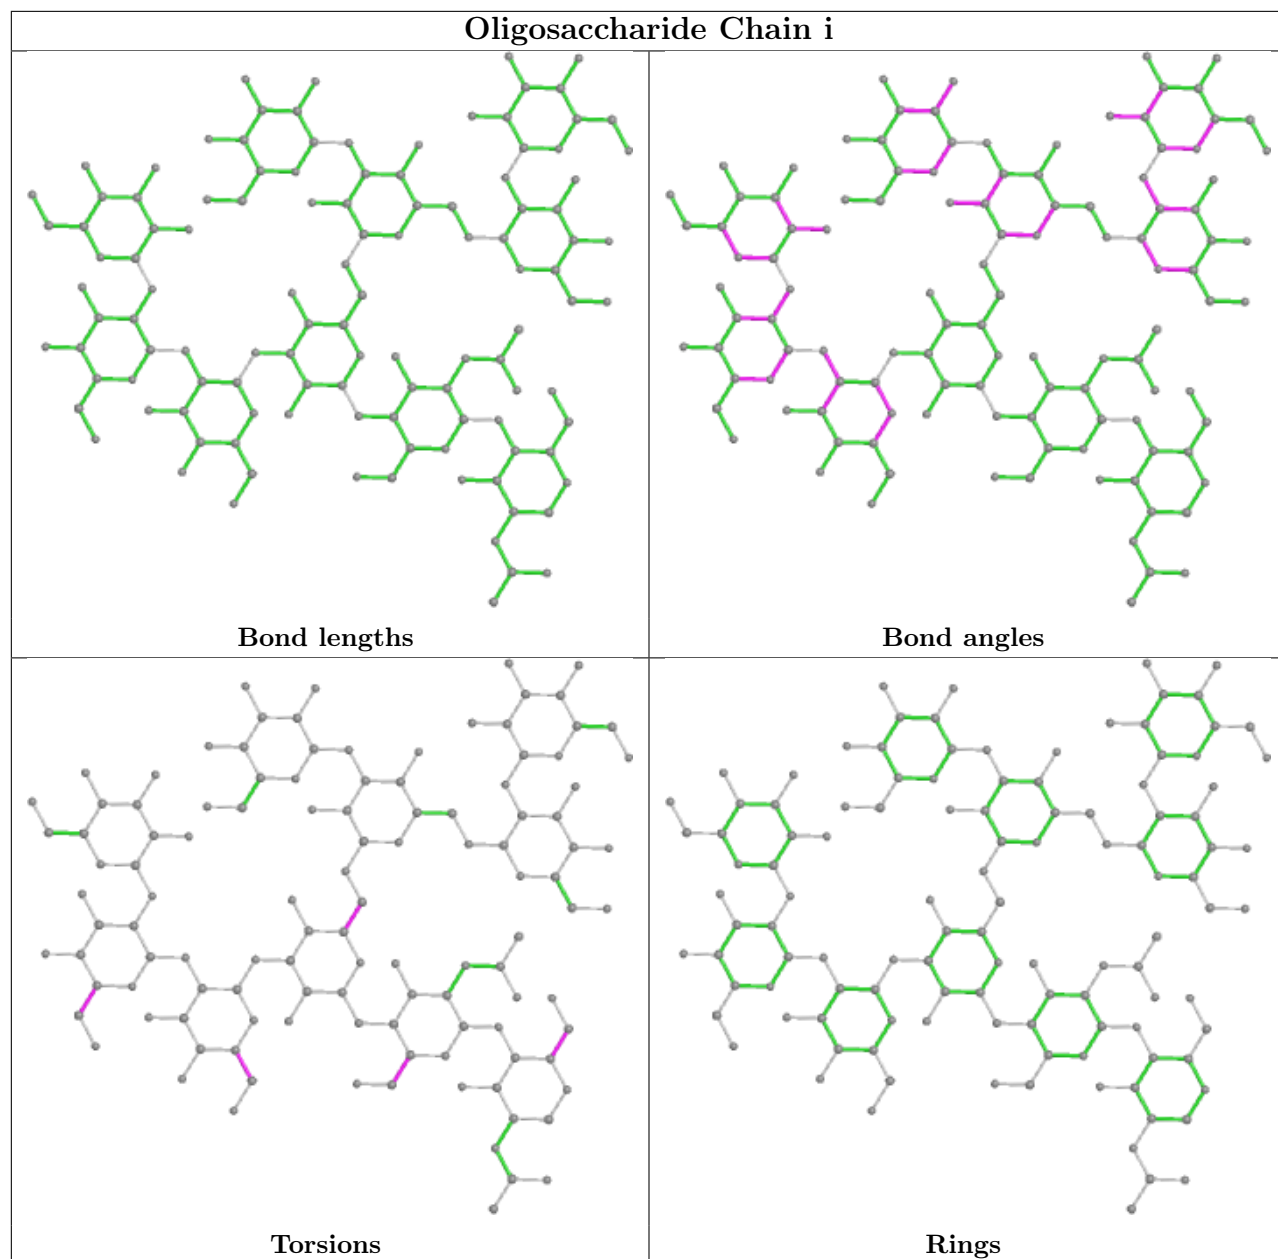 Oligosaccharide Chain i
Bond lengths
Bond angles
Torsions
Rings